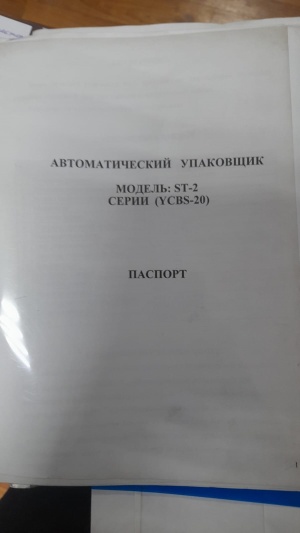 АВТОМАТИЧЕСКИЙ УПАКОВЩИК
МОДЕЛЬ: ST-2
СЕРИИ (YCBS-20)
ПАСПОРТ